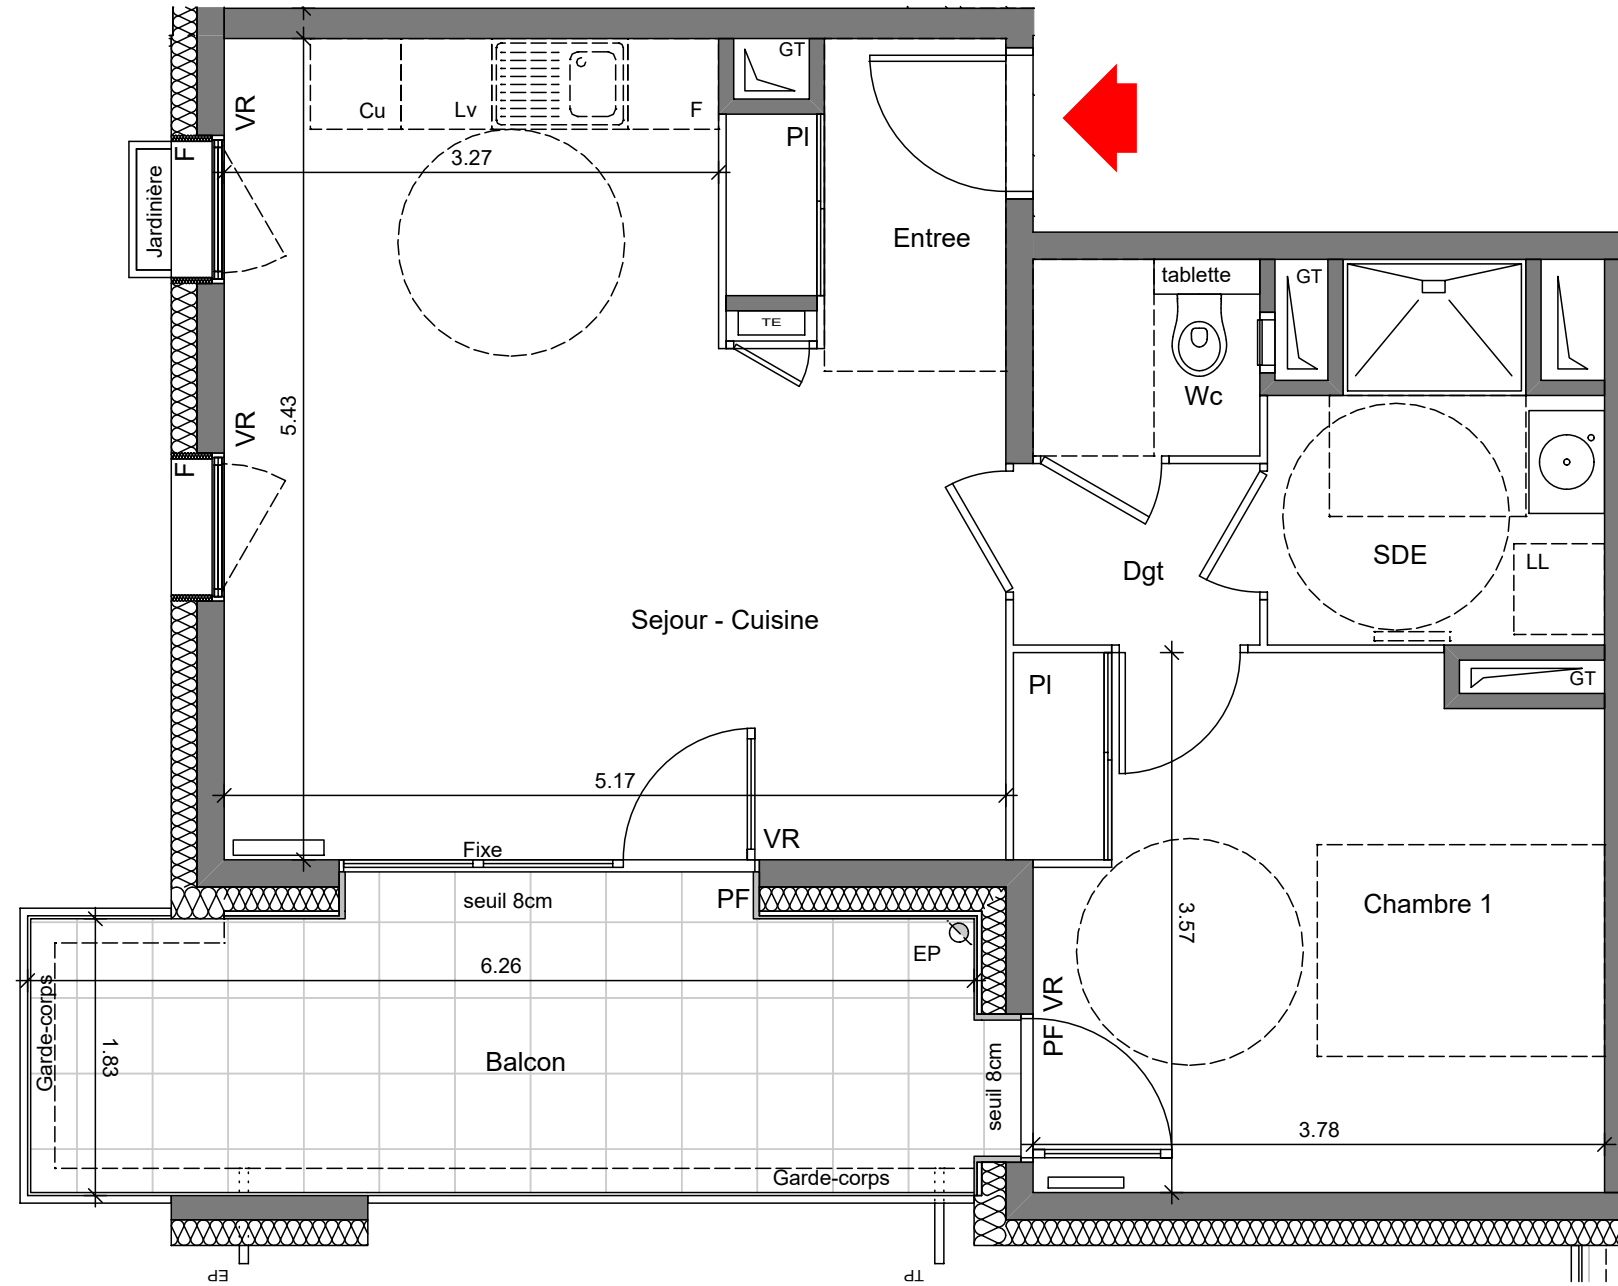 GT
VR
Cu
Lv
F
Pl
3.27
F
Jardinière
Entree
tablette
GT
TE
Wc
VR
5.43
F
SDE
LL
Dgt
Sejour - Cuisine
Pl
GT
5.17
VR
Fixe
seuil 8cm
PF
Chambre 1
3.57
EP
6.26
PF VR
Garde-corps
1.83
Balcon
seuil 8cm
3.78
Garde-corps
EP
TP